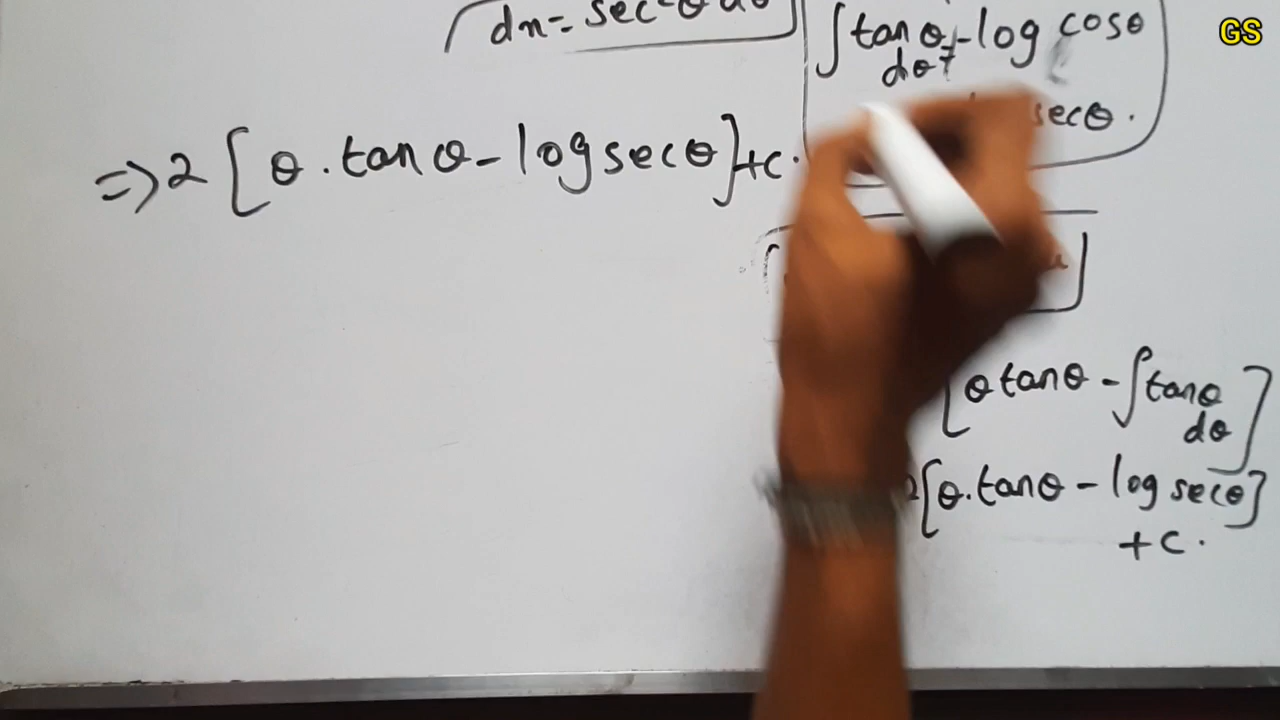 dx = sec²θ dθ
∫tanθ = -log cosθ
dθ
secθ.
⇒ 2 [θ.tanθ - log secθ] + c.
[θ tanθ - ∫tanθ
dθ]
2[θ.tanθ - log secθ]
+ c.
GS